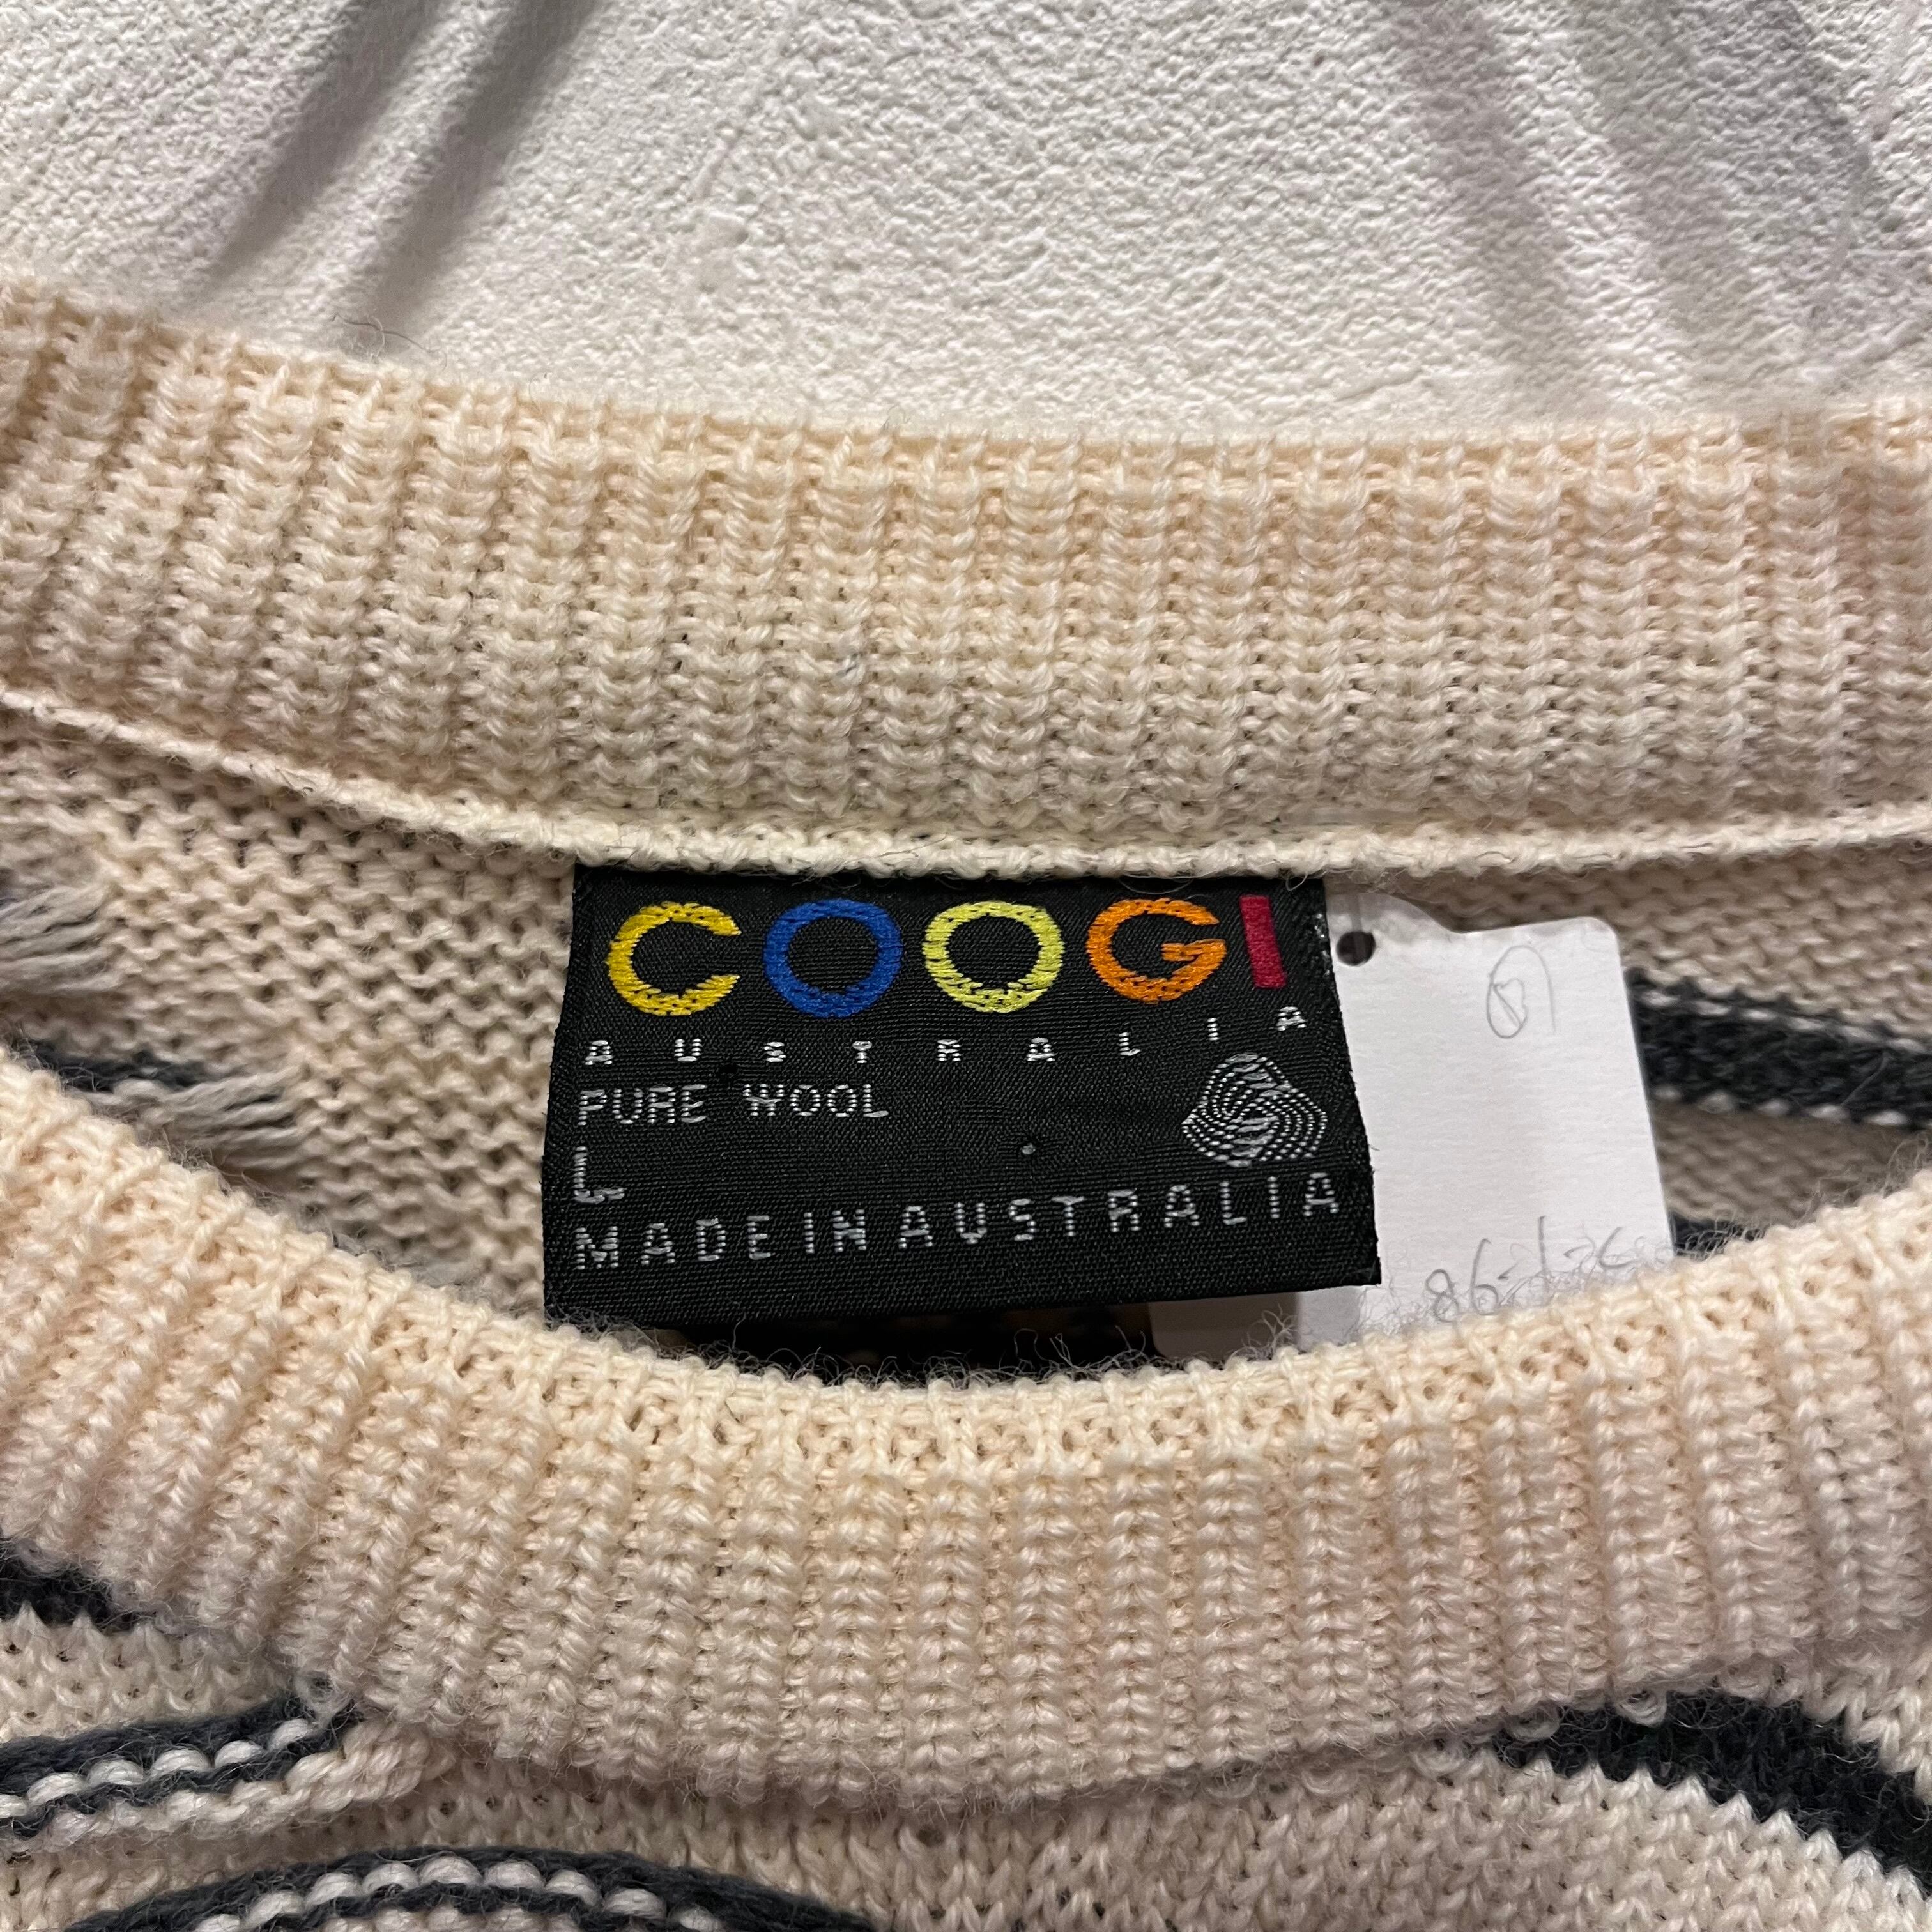 COOGI
AUSTRALIA
PURE WOOL
L
MADE IN AUSTRALIA